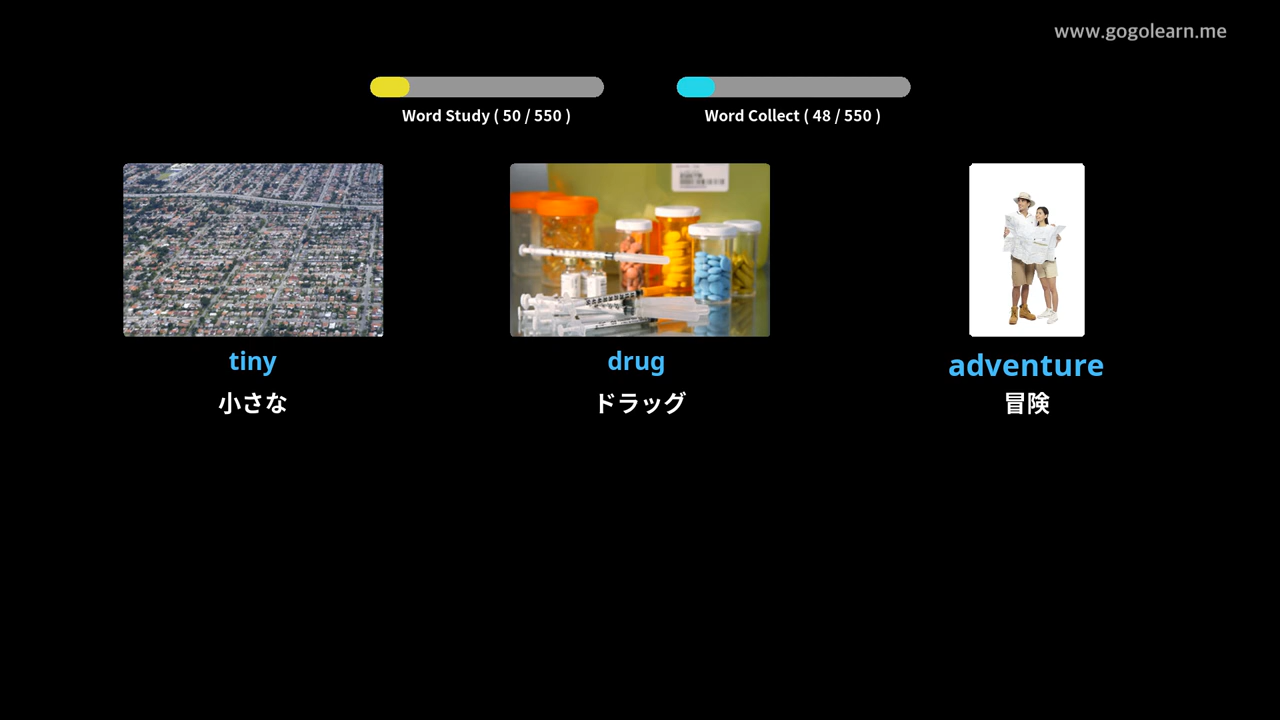 www.gogolearn.me
Word Study ( 50 / 550 )
Word Collect ( 48 / 550 )
tiny
小さな
drug
ドラッグ
adventure
冒険